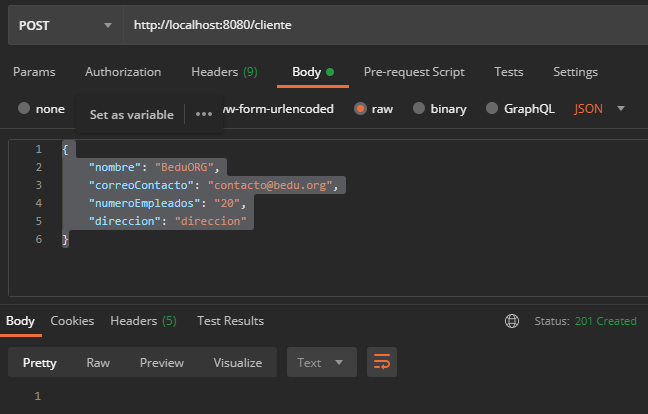 POST http://localhost:8080/cliente
Params Authorization Headers (9) Body Pre-request Script Tests Settings
none Set as variable ••• w-form-urlencoded raw binary GraphQL JSON
1 {
2 "nombre": "BeduORG",
3 "correoContacto": "contacto@bedu.org",
4 "numeroEmpleados": "20",
5 "direccion": "direccion"
6 }
Body Cookies Headers (5) Test Results Status: 201 Created
Pretty Raw Preview Visualize Text
1